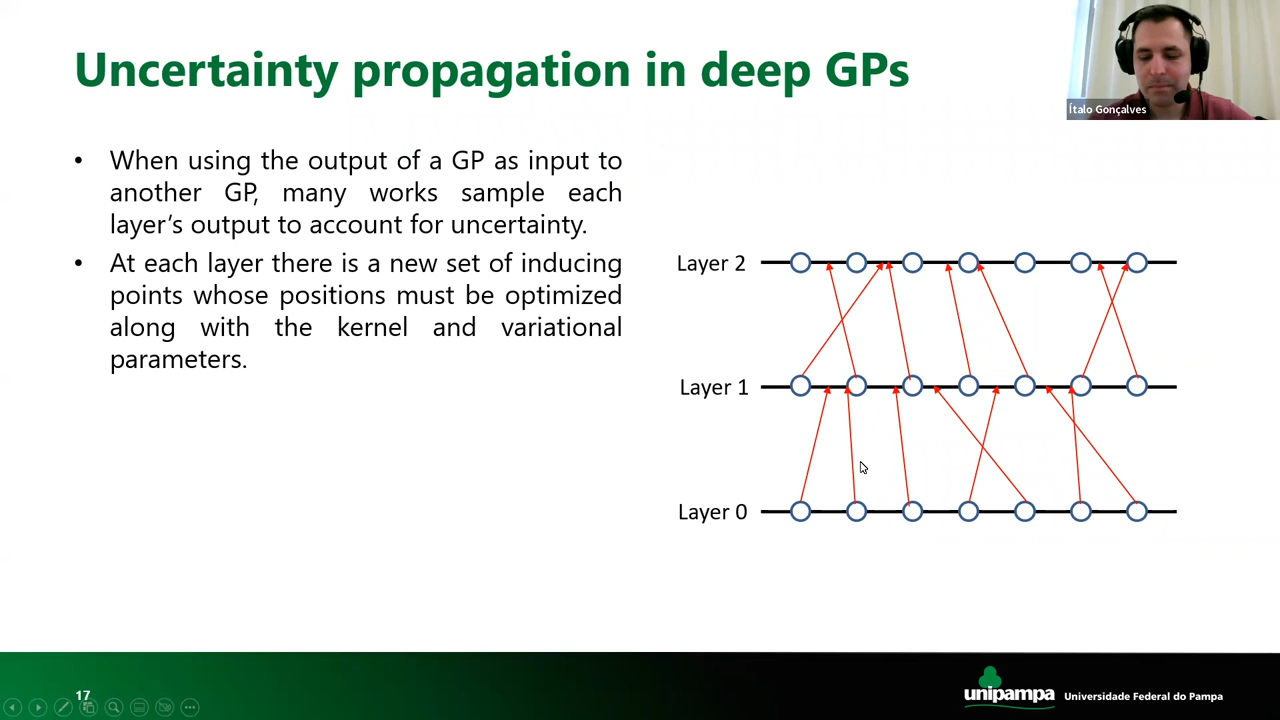 Uncertainty propagation in deep GPs
Ítalo Gonçalves
• When using the output of a GP as input to
another GP, many works sample each
layer’s output to account for uncertainty.
• At each layer there is a new set of inducing
points whose positions must be optimized
along with the kernel and variational
parameters.
Layer 2
Layer 1
Layer 0
17
unipampa
Universidade Federal do Pampa